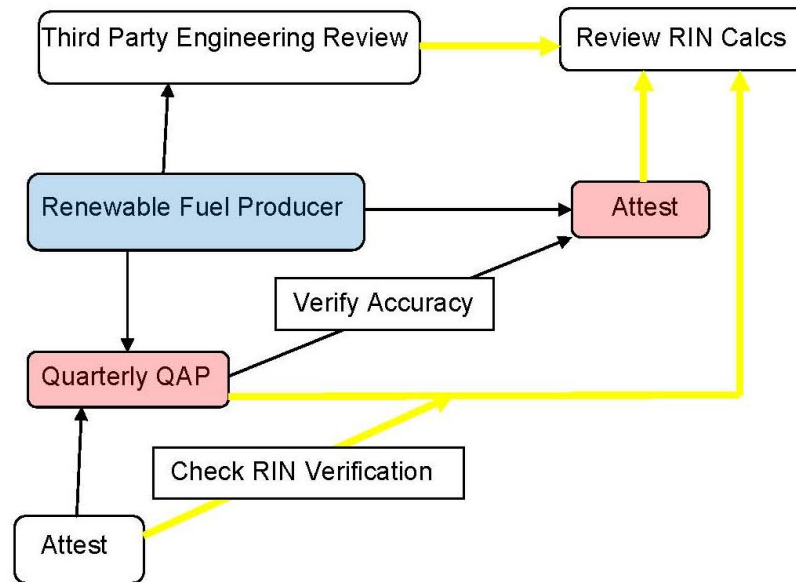 Third Party Engineering Review
Review RIN Calcs
Renewable Fuel Producer
Attest
Verify Accuracy
Quarterly QAP
Check RIN Verification
Attest